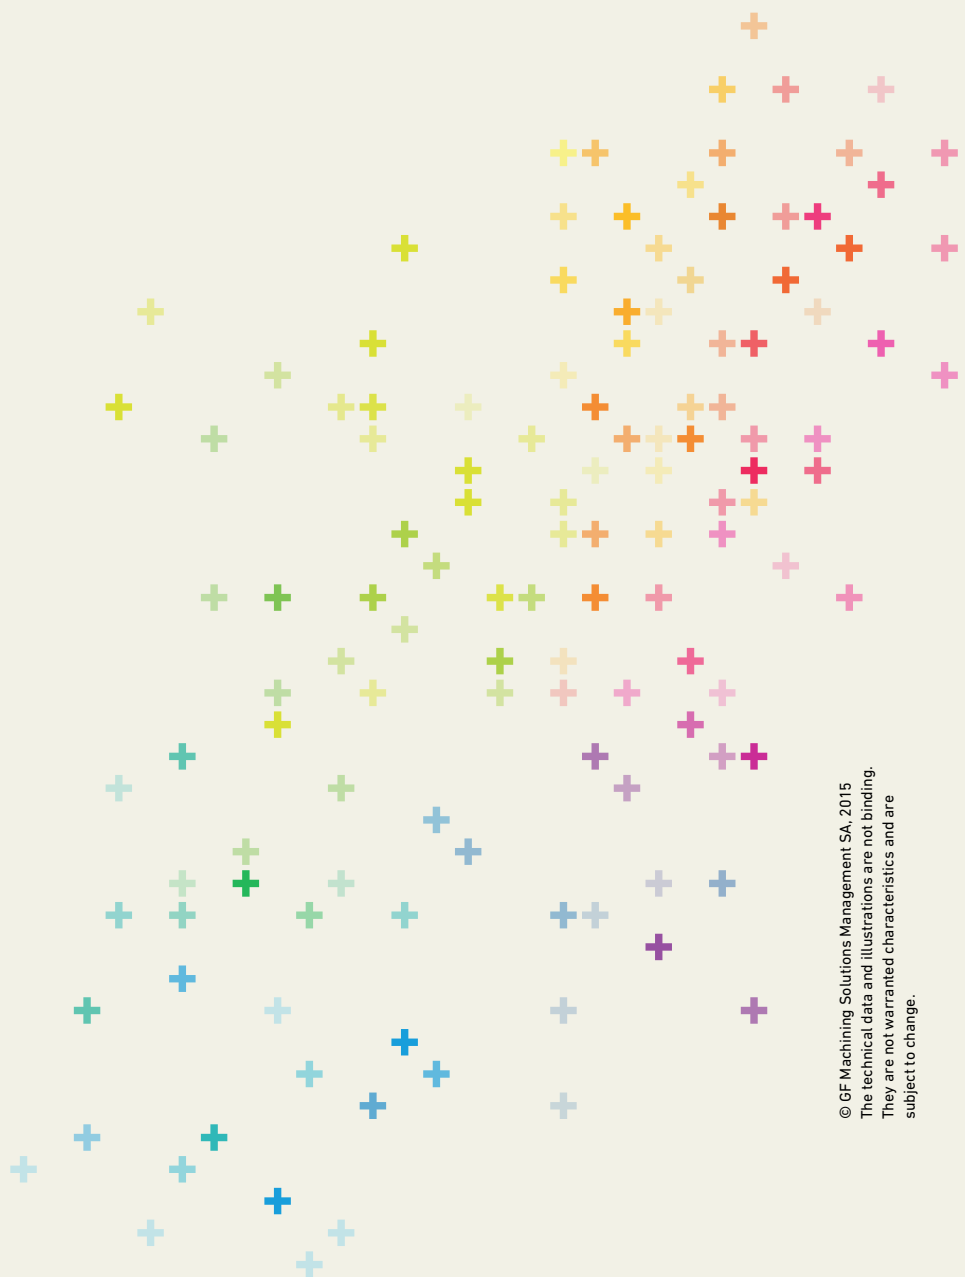 © GF Machining Solutions Management SA, 2015
The technical data and illustrations are not binding.
They are not warranted characteristics and are
subject to change.